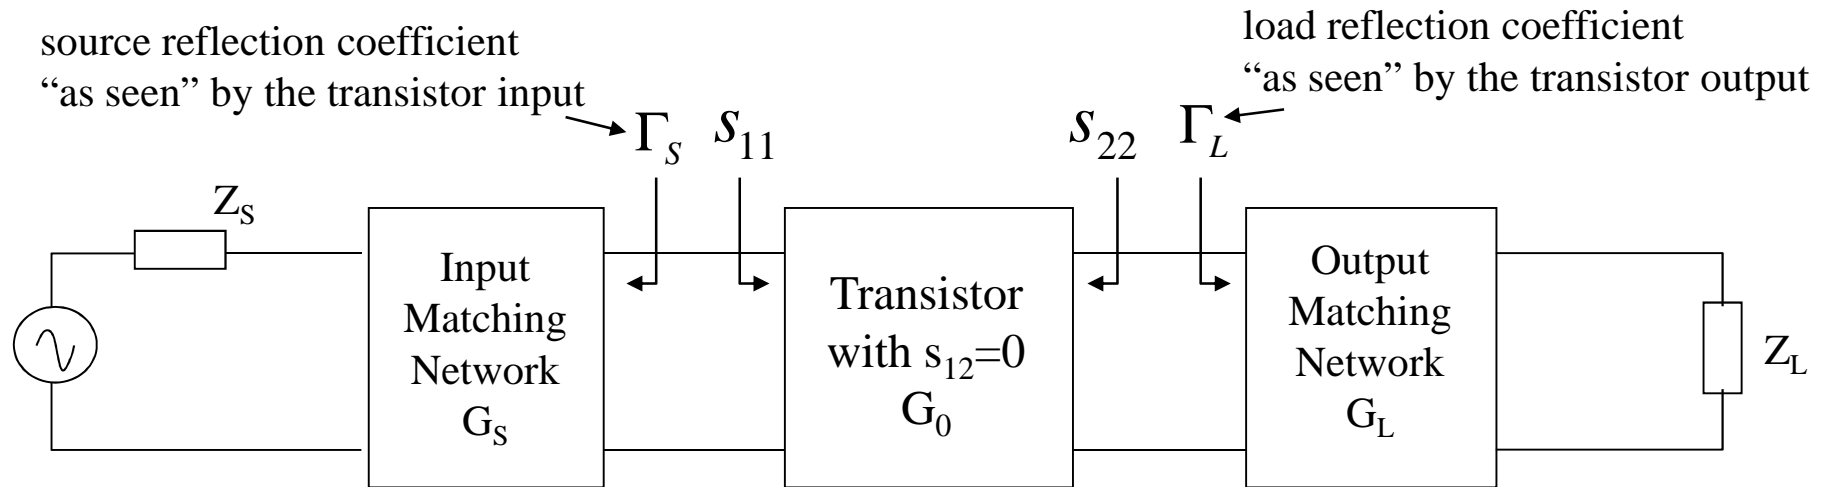 source reflection coefficient
“as seen” by the transistor input
load reflection coefficient
“as seen” by the transistor output
Γ_S s_11
s_22 Γ_L
Z_S
Input
Matching
Network
G_S
Transistor
with s_12=0
G_0
Output
Matching
Network
G_L
Z_L